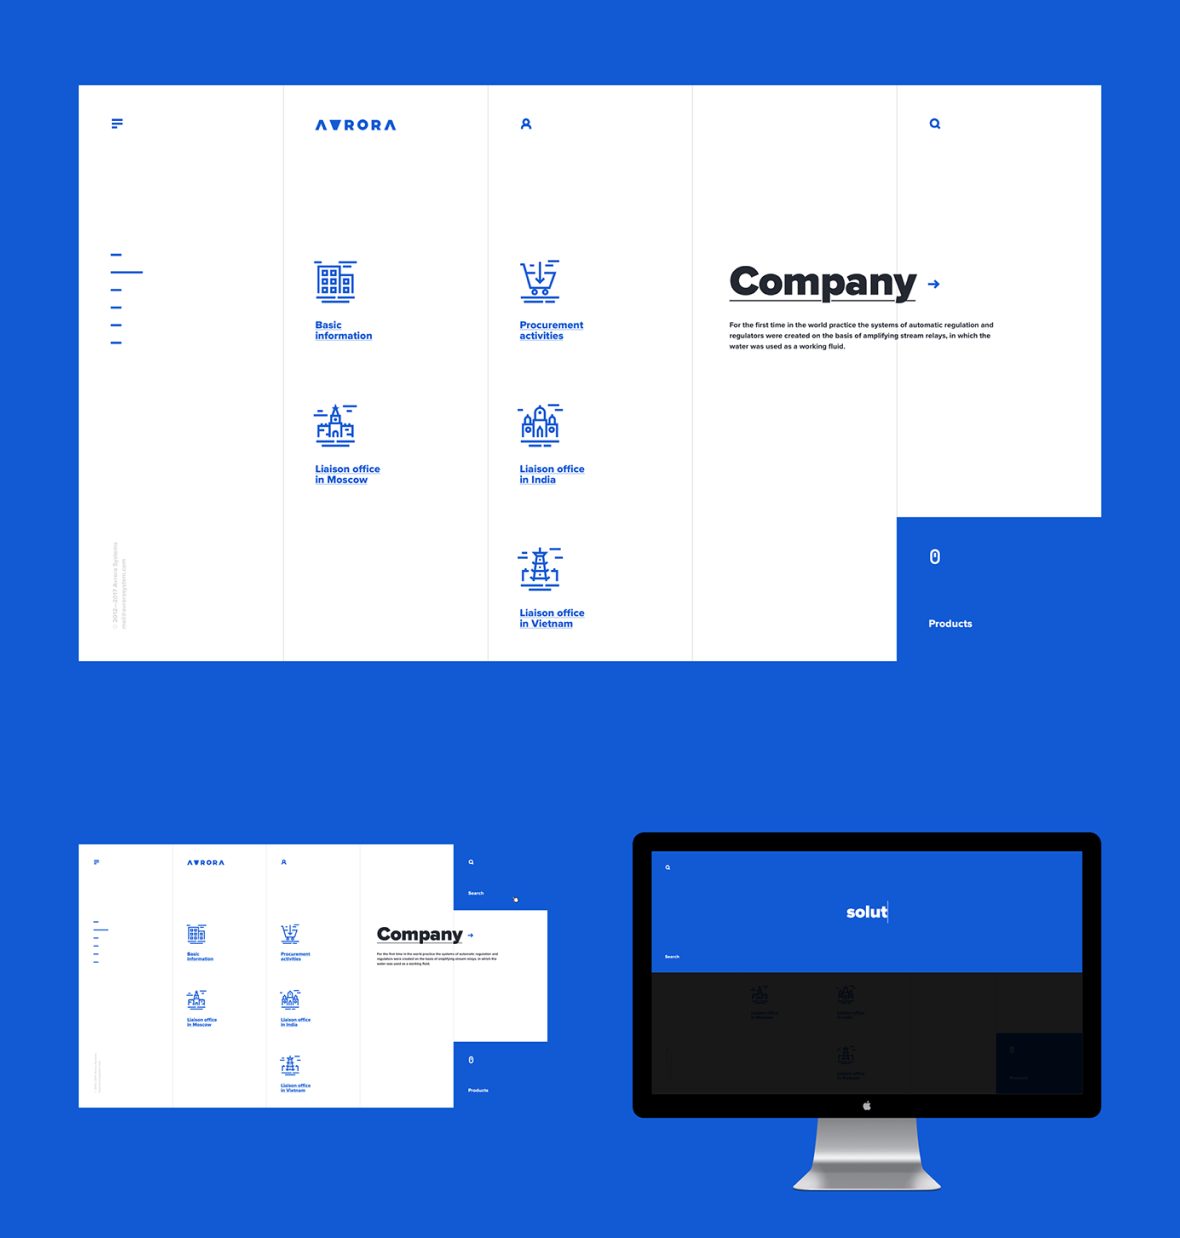 AVRORA
Company
For the first time in the world practice the systems of automatic regulation and
regulators were created on the basis of amplifying stream relays, in which the
water was used as a working fluid.
Basic
information
Procurement
activities
Liaison office
in Moscow
Liaison office
in India
Liaison office
in Vietnam
© 2012—2017 Avrora Systems
Products
AVRORA
Search
Company
For the first time in the world practice the systems of automatic regulation and
regulators were created on the basis of amplifying stream relays, in which the
water was used as a working fluid.
Basic
information
Procurement
activities
Liaison office
in Moscow
Liaison office
in India
Liaison office
in Vietnam
Products
solut
Search